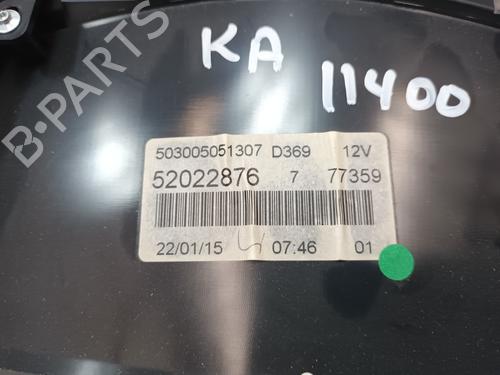 B-PARTS
KA
11400
503005051307 D369 12V
52022876 7 77359
22/01/15 07:46 01